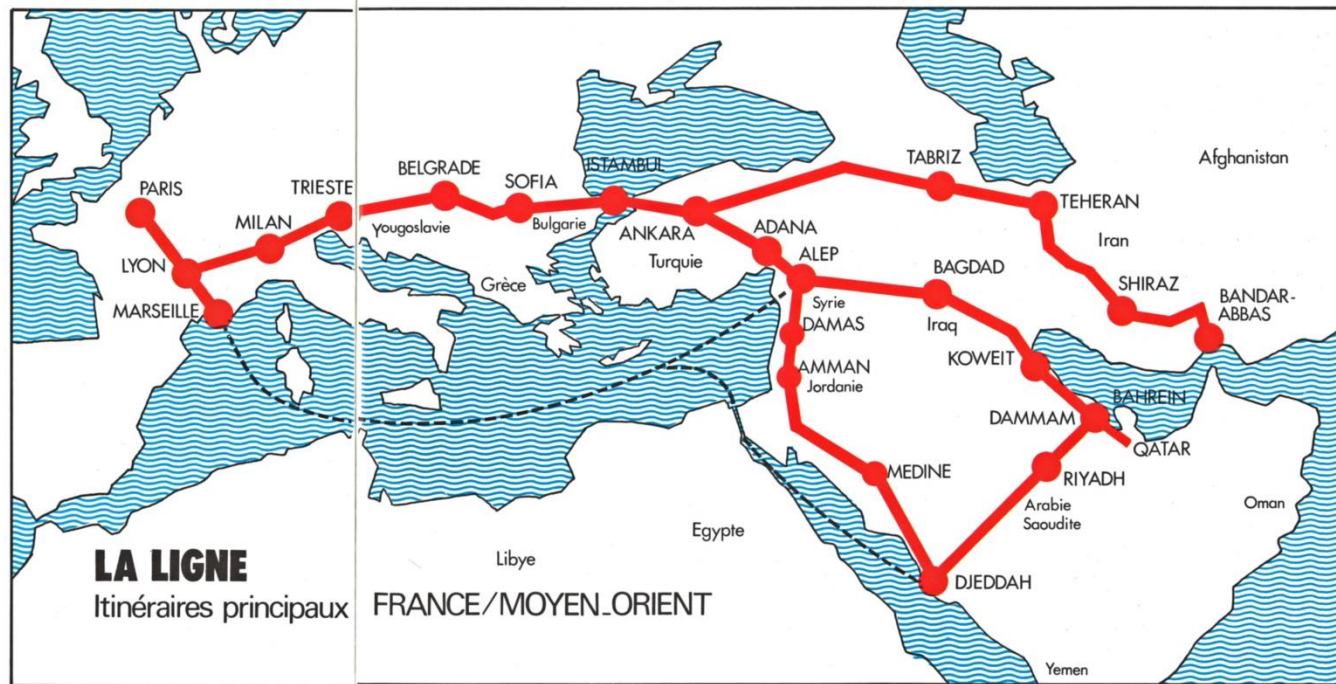 PARIS
LYON
MARSEILLE
MILAN
TRIESTE
BELGRADE
Yougoslavie
SOFIA
Bulgarie
ISTAMBUL
Grèce
ANKARA
Turquie
ADANA
ALEP
Syrie
DAMAS
AMMAN
Jordanie
TABRIZ
TEHERAN
Iran
Afghanistan
SHIRAZ
BANDAR-
ABBAS
BAGDAD
Iraq
KOWEIT
BAHREIN
DAMMAM
QATAR
RIYADH
Arabie
Saoudite
Oman
MEDINE
DJEDDAH
Egypte
Libye
Yemen
LA LIGNE
Itinéraires principaux FRANCE/MOYEN-ORIENT